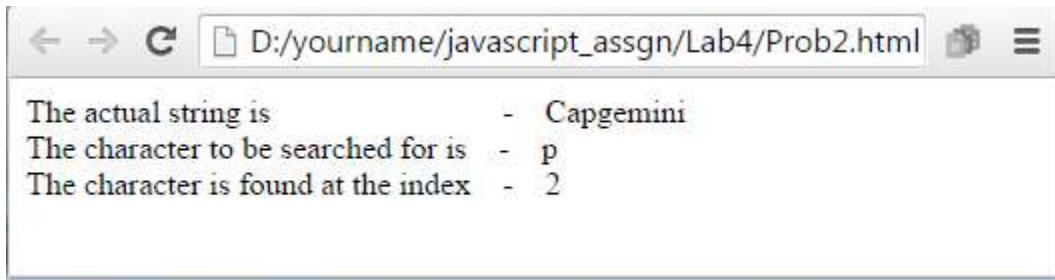 D:/yourname/javascript_assgn/Lab4/Prob2.html
The actual string is - Capgemini
The character to be searched for is - p
The character is found at the index - 2